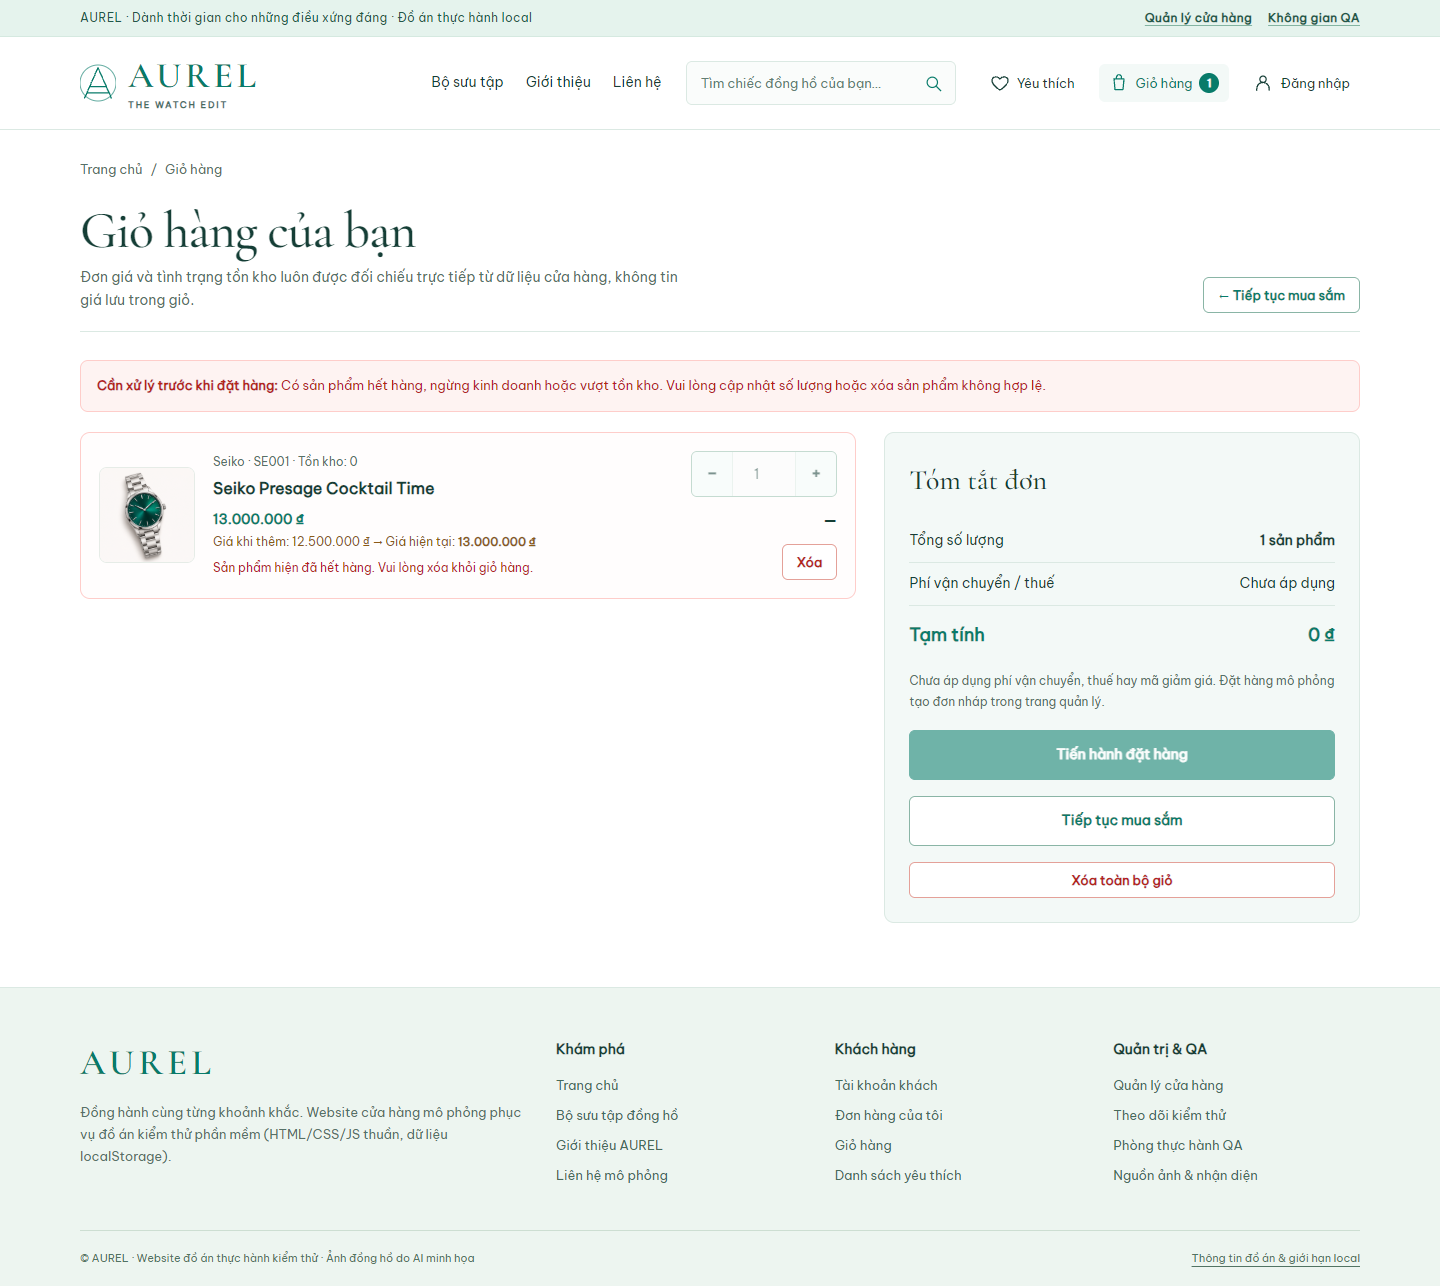 AUREL · Dành thời gian cho những điều xứng đáng · Đồ án thực hành local
Quản lý cửa hàng
Không gian QA
AUREL
THE WATCH EDIT
Bộ sưu tập
Giới thiệu
Liên hệ
Tìm chiếc đồng hồ của bạn...
Yêu thích
Giỏ hàng 1
Đăng nhập
Trang chủ / Giỏ hàng
Giỏ hàng của bạn
Đơn giá và tình trạng tồn kho luôn được đối chiếu trực tiếp từ dữ liệu cửa hàng, không tin
giá lưu trong giỏ.
← Tiếp tục mua sắm
Cần xử lý trước khi đặt hàng: Có sản phẩm hết hàng, ngừng kinh doanh hoặc vượt tồn kho. Vui lòng cập nhật số lượng hoặc xóa sản phẩm không hợp lệ.
Seiko · SE001 · Tồn kho: 0
Seiko Presage Cocktail Time
13.000.000 ₫
Giá khi thêm: 12.500.000 ₫ → Giá hiện tại: 13.000.000 ₫
Sản phẩm hiện đã hết hàng. Vui lòng xóa khỏi giỏ hàng.
− 1 +
—
Xóa
Tóm tắt đơn
Tổng số lượng 1 sản phẩm
Phí vận chuyển / thuế Chưa áp dụng
Tạm tính 0 ₫
Chưa áp dụng phí vận chuyển, thuế hay mã giảm giá. Đặt hàng mô phỏng
tạo đơn nháp trong trang quản lý.
Tiến hành đặt hàng
Tiếp tục mua sắm
Xóa toàn bộ giỏ
AUREL
Đồng hành cùng từng khoảnh khắc. Website cửa hàng mô phỏng phục
vụ đồ án kiểm thử phần mềm (HTML/CSS/JS thuần, dữ liệu
localStorage).
Khám phá
Trang chủ
Bộ sưu tập đồng hồ
Giới thiệu AUREL
Liên hệ mô phỏng
Khách hàng
Tài khoản khách
Đơn hàng của tôi
Giỏ hàng
Danh sách yêu thích
Quản trị & QA
Quản lý cửa hàng
Theo dõi kiểm thử
Phòng thực hành QA
Nguồn ảnh & nhận diện
© AUREL · Website đồ án thực hành kiểm thử · Ảnh đồng hồ do AI minh họa
Thông tin đồ án & giới hạn local